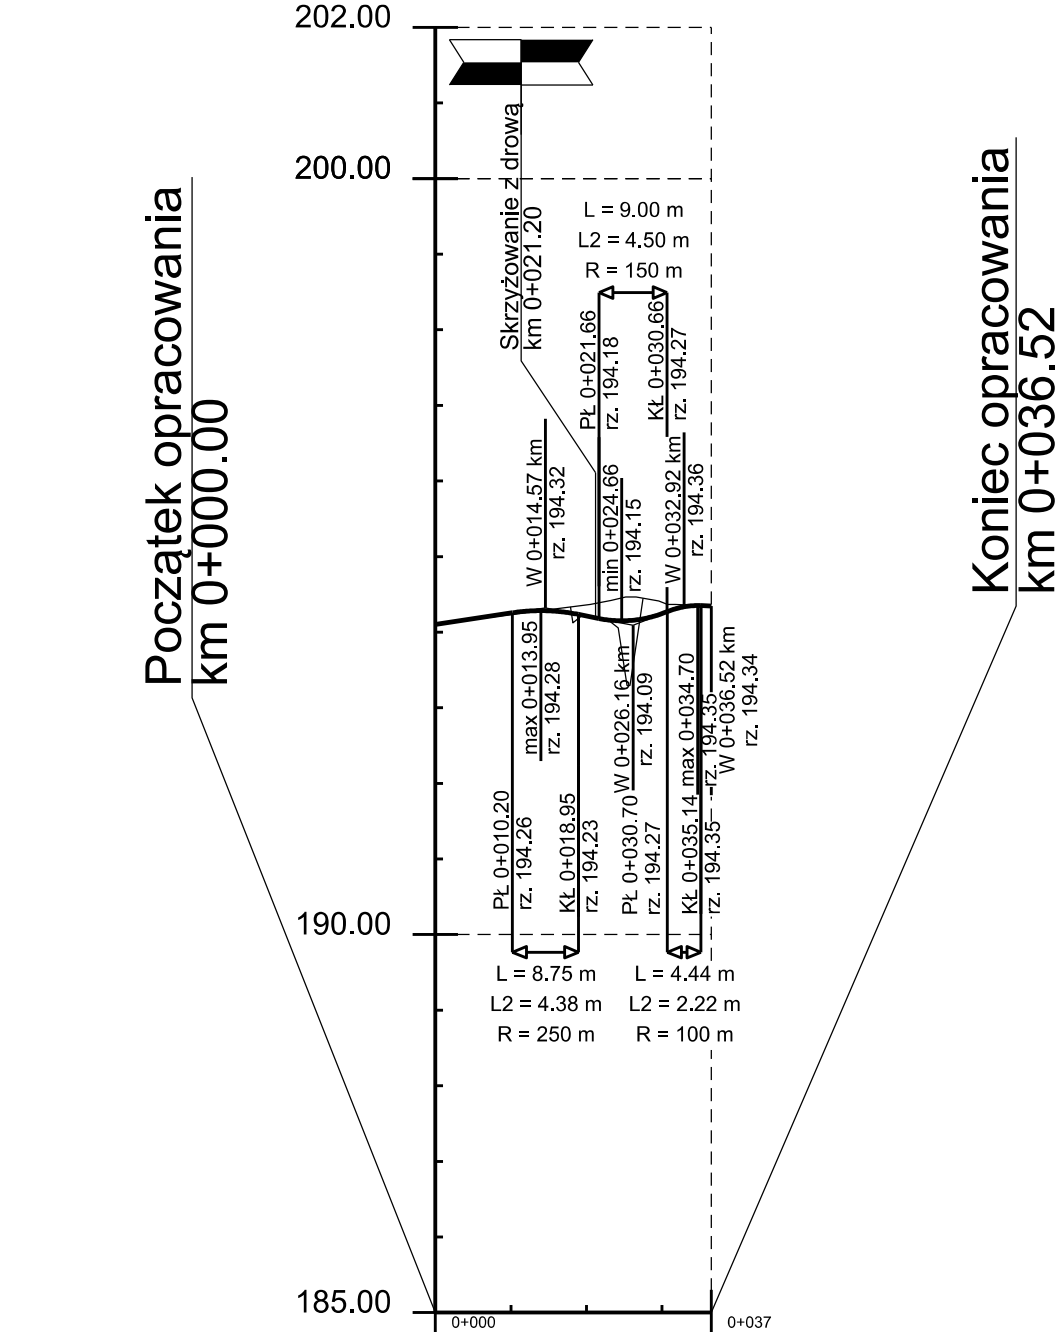 202.00
200.00
190.00
185.00
Początek opracowania
km 0+000.00
Skrzyżowanie z drową
km 0+021.20
L = 9.00 m
L2 = 4.50 m
R = 150 m
PŁ 0+021.66
rz. 194.18
KŁ 0+030.66
rz. 194.27
W 0+014.57 km
rz. 194.32
min 0+024.66
rz. 194.15
W 0+032.92 km
rz. 194.36
max 0+013.95
rz. 194.28
W 0+026.16 km
rz. 194.09
max 0+034.70
rz. 194.35
W 0+036.52 km
rz. 194.34
PŁ 0+010.20
rz. 194.26
KŁ 0+018.95
rz. 194.23
PŁ 0+030.70
rz. 194.27
KŁ 0+035.14
rz. 194.35
L = 8.75 m
L2 = 4.38 m
R = 250 m
L = 4.44 m
L2 = 2.22 m
R = 100 m
Koniec opracowania
km 0+036.52
0+000
0+037